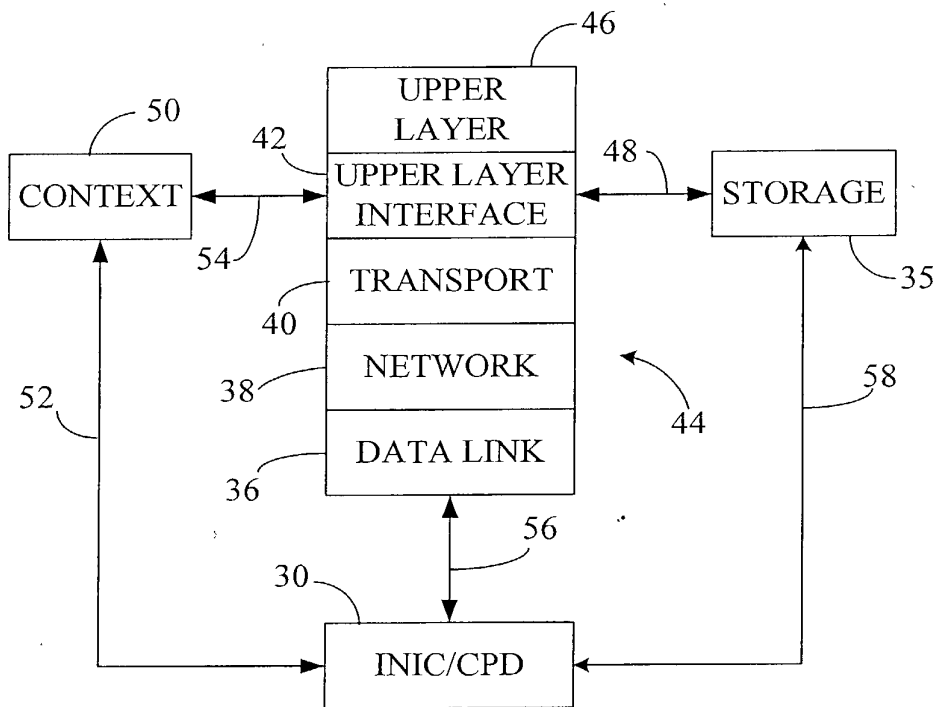 46
UPPER
LAYER
50
42
48
CONTEXT
UPPER LAYER
INTERFACE
STORAGE
54
35
TRANSPORT
40
NETWORK
38
52
58
44
DATA LINK
36
56
30
INIC/CPD